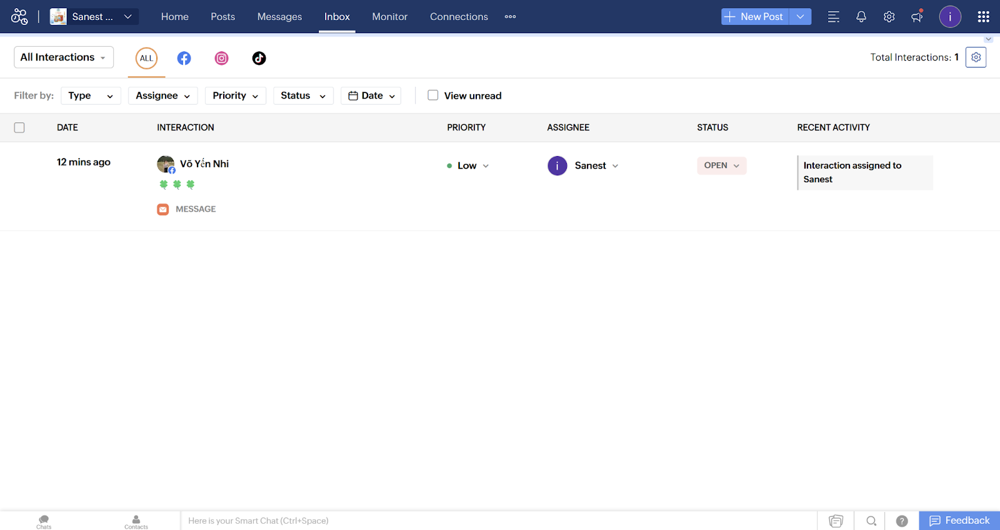 Sanest ...
Home
Posts
Messages
Inbox
Monitor
Connections
New Post
i
All Interactions
ALL
Total Interactions: 1
Filter by:
Type
Assignee
Priority
Status
Date
View unread
DATE
INTERACTION
PRIORITY
ASSIGNEE
STATUS
RECENT ACTIVITY
12 mins ago
Võ Yến Nhi
Low
i
Sanest
OPEN
Interaction assigned to
Sanest
MESSAGE
Chats
Contacts
Here is your Smart Chat (Ctrl+Space)
?
Feedback